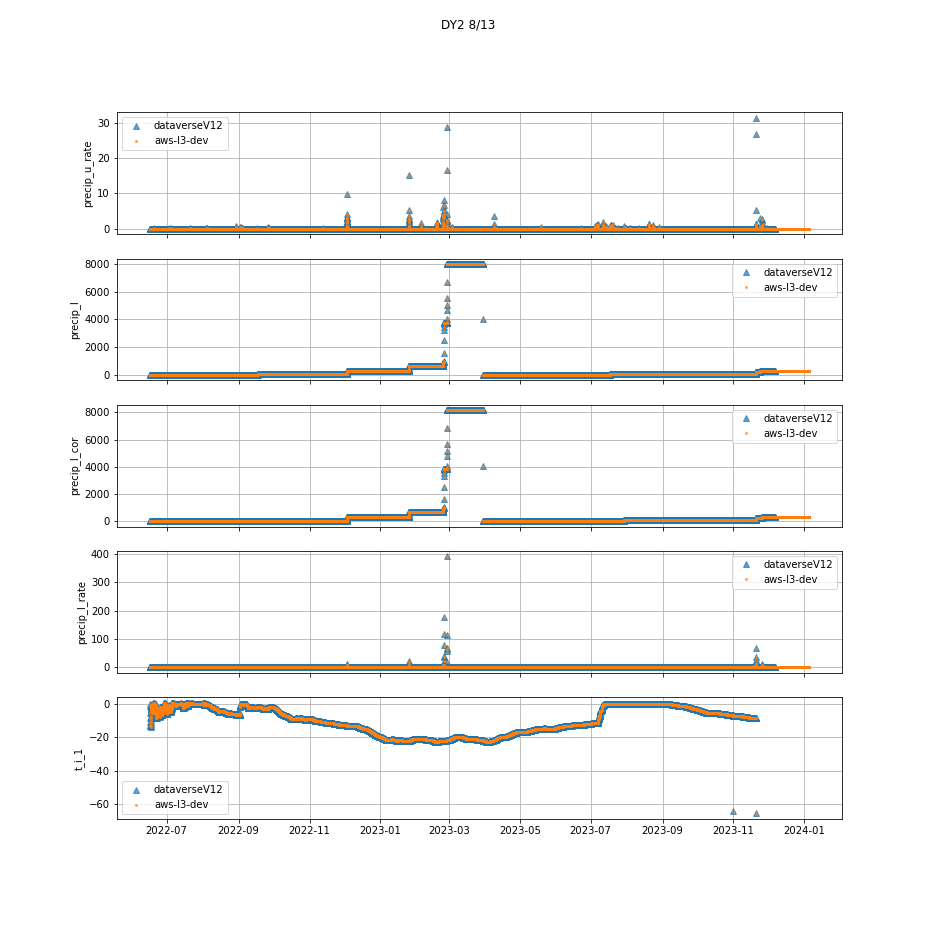 DY2 8/13
precip_u_rate
30
20
10
0
dataverseV12
aws-l3-dev
precip_l
8000
6000
4000
2000
0
dataverseV12
aws-l3-dev
precip_l_cor
8000
6000
4000
2000
0
dataverseV12
aws-l3-dev
precip_l_rate
400
300
200
100
0
dataverseV12
aws-l3-dev
t_i_1
0
−20
−40
−60
dataverseV12
aws-l3-dev
2022-07 2022-09 2022-11 2023-01 2023-03 2023-05 2023-07 2023-09 2023-11 2024-01